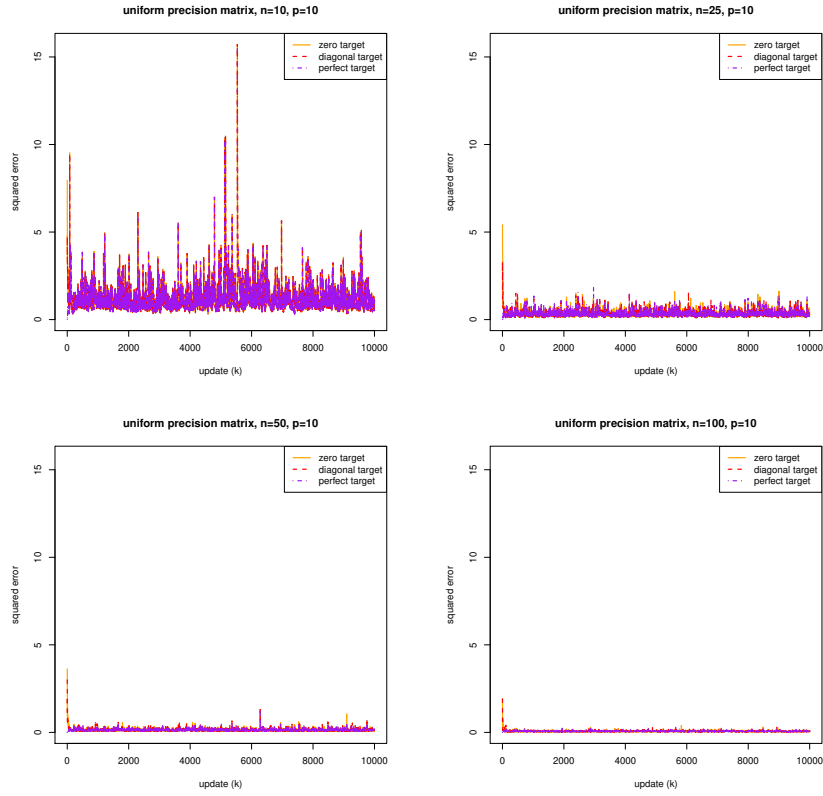 uniform precision matrix, n=10, p=10
zero target
diagonal target
perfect target
squared error
0
5
10
15
0 2000 4000 6000 8000 10000
update (k)
uniform precision matrix, n=25, p=10
zero target
diagonal target
perfect target
squared error
0
5
10
15
0 2000 4000 6000 8000 10000
update (k)
uniform precision matrix, n=50, p=10
zero target
diagonal target
perfect target
squared error
0
5
10
15
0 2000 4000 6000 8000 10000
update (k)
uniform precision matrix, n=100, p=10
zero target
diagonal target
perfect target
squared error
0
5
10
15
0 2000 4000 6000 8000 10000
update (k)